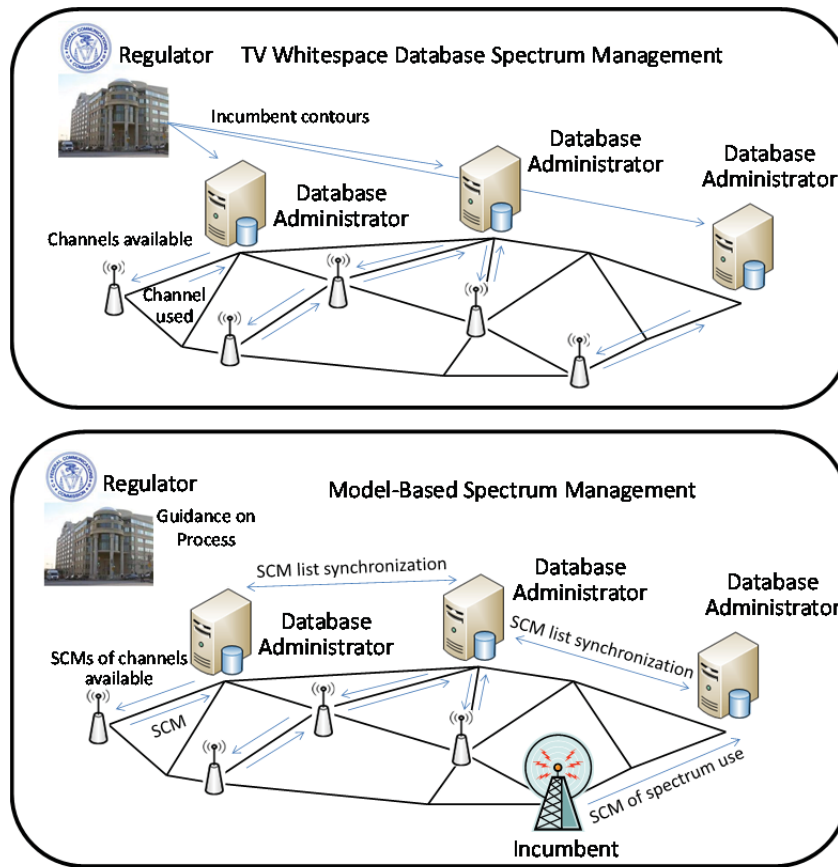 Regulator
TV Whitespace Database Spectrum Management
Incumbent contours
Database
Administrator
Database
Administrator
Database
Administrator
Channels available
Channel
used
Regulator
Model-Based Spectrum Management
Guidance on
Process
SCM list synchronization
Database
Administrator
Database
Administrator
Database
Administrator
SCM list synchronization
SCMs of channels
available
SCM
SCM of spectrum use
Incumbent